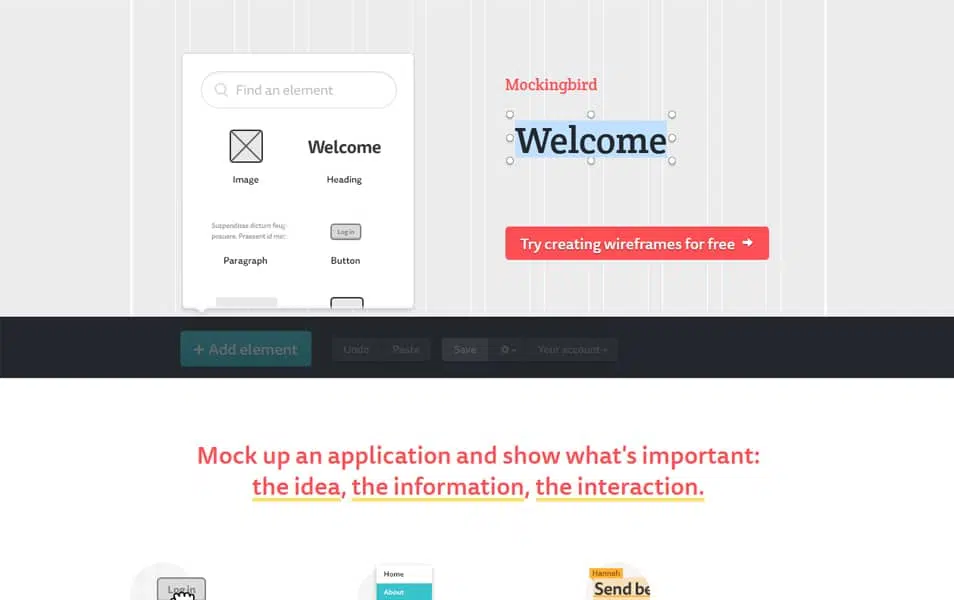 Find an element
Welcome
Image
Heading
Suspendisse dictum feug
posuere. Praesent id mi
Log in
Paragraph
Button
Mockingbird
Welcome
Try creating wireframes for free →
+ Add element
Undo
Paste
Save
Your account
Mock up an application and show what's important:
the idea, the information, the interaction.
Log in
Home
About
Hannah
Send be